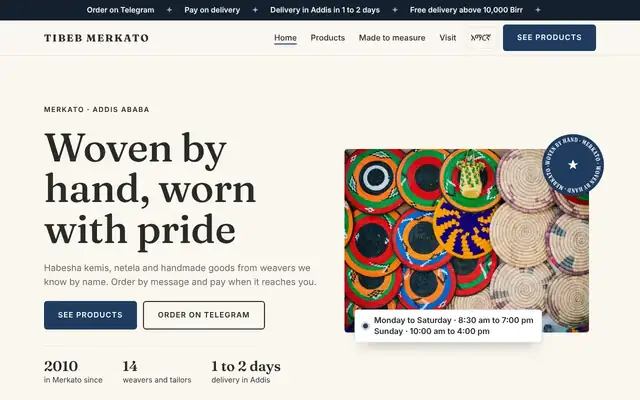 Order on Telegram + Pay on delivery + Delivery in Addis in 1 to 2 days + Free delivery above 10,000 Birr +
TIBEB MERKATO Home Products Made to measure Visit አማርኛ SEE PRODUCTS
MERKATO · ADDIS ABABA
Woven by
hand, worn
with pride
Habesha kemis, netela and handmade goods from weavers we
know by name. Order by message and pay when it reaches you.
SEE PRODUCTS ORDER ON TELEGRAM
WOVEN BY HAND · MERKATO · WOVEN BY HAND · MERKATO ·
Monday to Saturday · 8:30 am to 7:00 pm
Sunday · 10:00 am to 4:00 pm
2010 14 1 to 2 days
in Merkato since weavers and tailors delivery in Addis